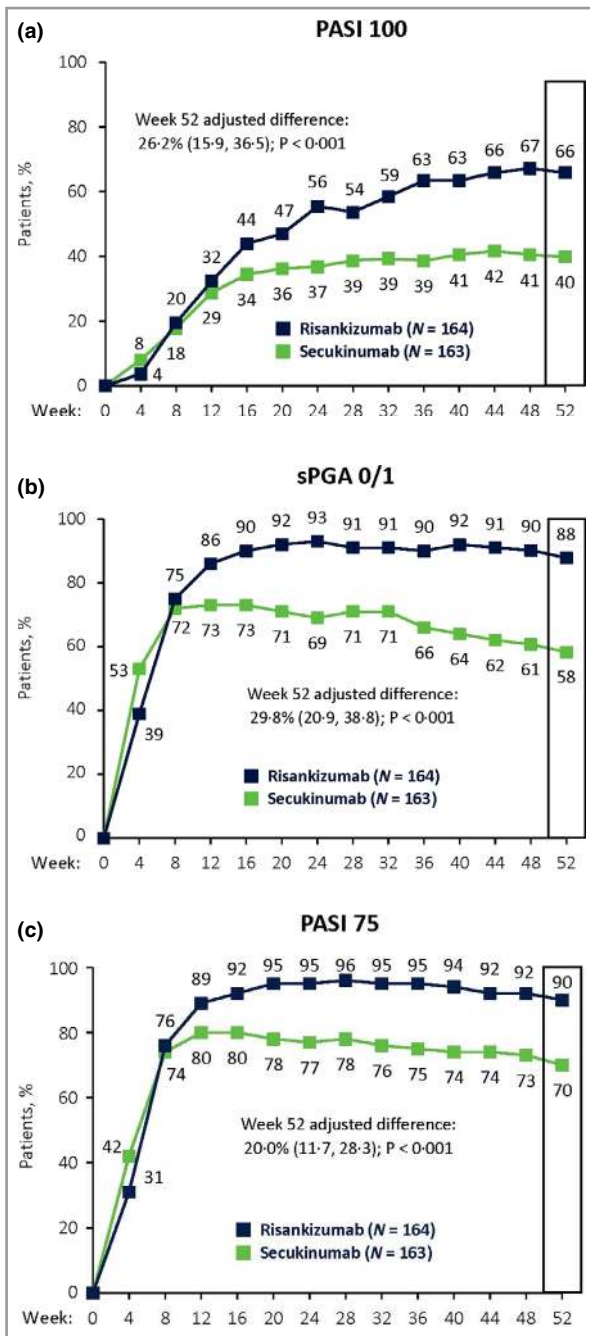 (a)
PASI 100
100
80
60
40
20
0
Patients, %
Week 52 adjusted difference:
26·2% (15·9, 36·5); P < 0·001
4 20 32 44 47 56 54 59 63 63 66 67 66
8 18 29 34 36 37 39 39 39 41 42 41 40
Risankizumab (N = 164)
Secukinumab (N = 163)
Week: 0 4 8 12 16 20 24 28 32 36 40 44 48 52
(b)
sPGA 0/1
100
80
60
40
20
0
Patients, %
39 75 86 90 92 93 91 91 90 92 91 90 88
53 72 73 73 71 69 71 71 66 64 62 61 58
Week 52 adjusted difference:
29·8% (20·9, 38·8); P < 0·001
Risankizumab (N = 164)
Secukinumab (N = 163)
Week: 0 4 8 12 16 20 24 28 32 36 40 44 48 52
(c)
PASI 75
100
80
60
40
20
0
Patients, %
31 76 89 92 95 95 96 95 95 94 92 92 90
42 74 80 80 78 77 78 76 75 74 74 73 70
Week 52 adjusted difference:
20·0% (11·7, 28·3); P < 0·001
Risankizumab (N = 164)
Secukinumab (N = 163)
Week: 0 4 8 12 16 20 24 28 32 36 40 44 48 52